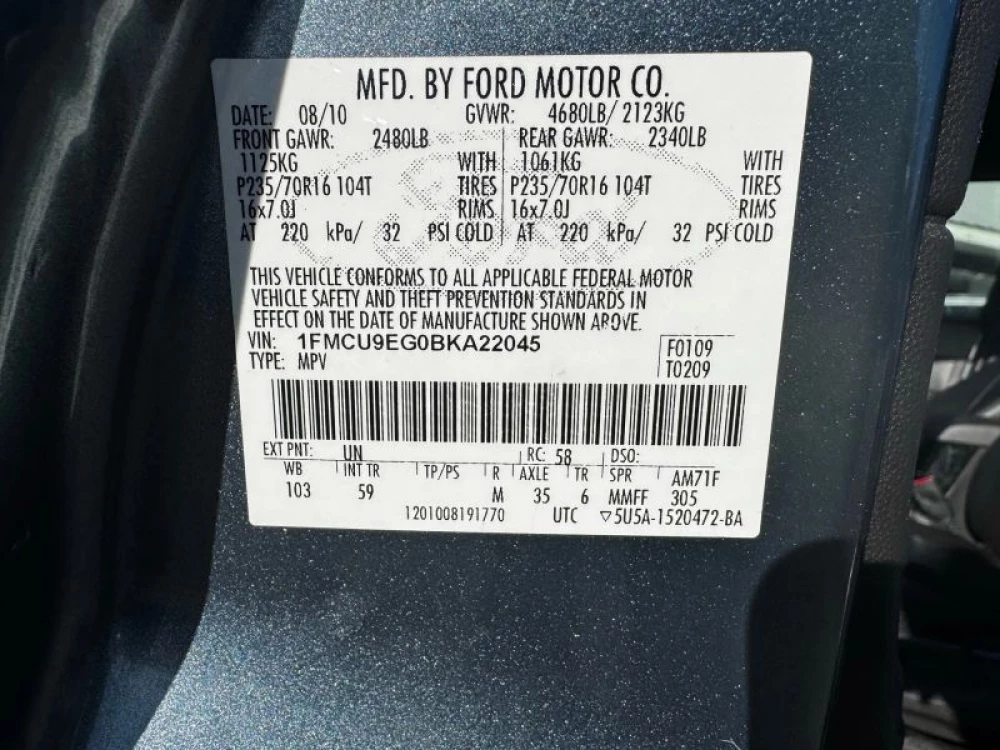 MFD. BY FORD MOTOR CO.
DATE: 08/10 GVWR: 4680LB/ 2123KG
FRONT GAWR: 2480LB REAR GAWR: 2340LB
1125KG WITH 1061KG WITH
P235/70R16 104T TIRES P235/70R16 104T TIRES
16x7.0J RIMS 16x7.0J RIMS
AT 220 kPa/ 32 PSI COLD AT 220 kPa/ 32 PSI COLD
THIS VEHICLE CONFORMS TO ALL APPLICABLE FEDERAL MOTOR
VEHICLE SAFETY AND THEFT PREVENTION STANDARDS IN
EFFECT ON THE DATE OF MANUFACTURE SHOWN ABOVE.
VIN: 1FMCU9EG0BKA22045 F0109
TYPE: MPV T0209
EXT PNT: UN RC: 58 DSO:
WB INT TR TP/PS R AXLE TR SPR AM71F
103 59 M 35 6 MMFF 305
1201008191770 UTC ▽5U5A-1520472-BA